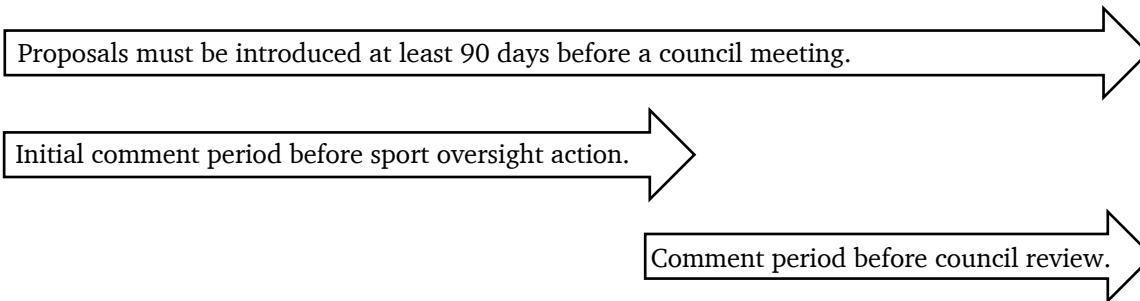 Proposals must be introduced at least 90 days before a council meeting.
Initial comment period before sport oversight action.
Comment period before council review.